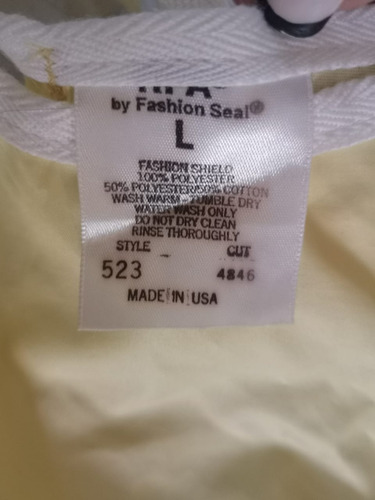 by Fashion Seal®
L
FASHION SHIELD
100% POLYESTER
50% POLYESTER/50% COTTON
WASH WARM - TUMBLE DRY
WATER WASH ONLY
DO NOT DRY CLEAN
RINSE THOROUGHLY
STYLE CUT
523 4846
MADE IN USA